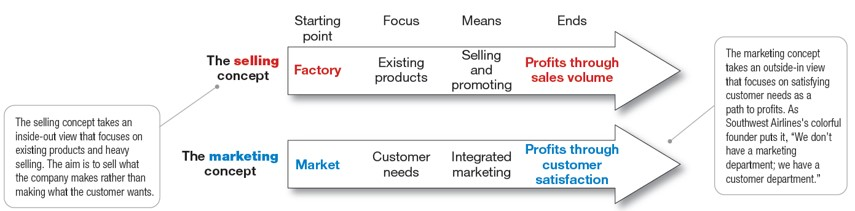 Starting point
Focus
Means
Ends
The selling
concept
Factory
Existing
products
Selling
and
promoting
Profits through
sales volume
The marketing concept
takes an outside-in view
that focuses on satisfying
customer needs as a
path to profits. As
Southwest Airlines's colorful
founder puts it, “We don't
have a marketing
department; we have a
customer department.”
The selling concept takes an
inside-out view that focuses on
existing products and heavy
selling. The aim is to sell what
the company makes rather than
making what the customer wants.
The marketing
concept
Market
Customer
needs
Integrated
marketing
Profits through
customer
satisfaction